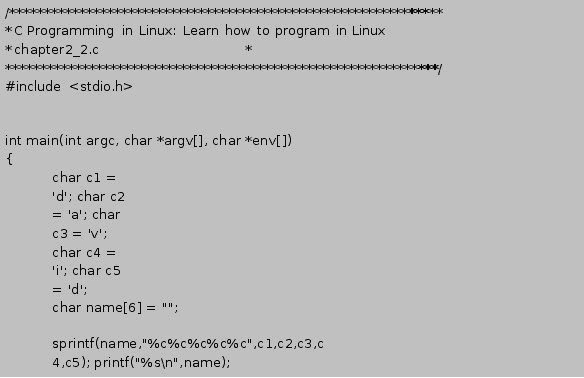 /*********************************************************************
* C Programming in Linux: Learn how to program in Linux
* chapter2_2.c *
*********************************************************************/
#include <stdio.h>
int main(int argc, char *argv[], char *env[])
{
char c1 =
'd'; char c2
= 'a'; char
c3 = 'v';
char c4 =
'i'; char c5
= 'd';
char name[6] = "";
sprintf(name,"%c%c%c%c%c",c1,c2,c3,c
4,c5); printf("%s\n",name);